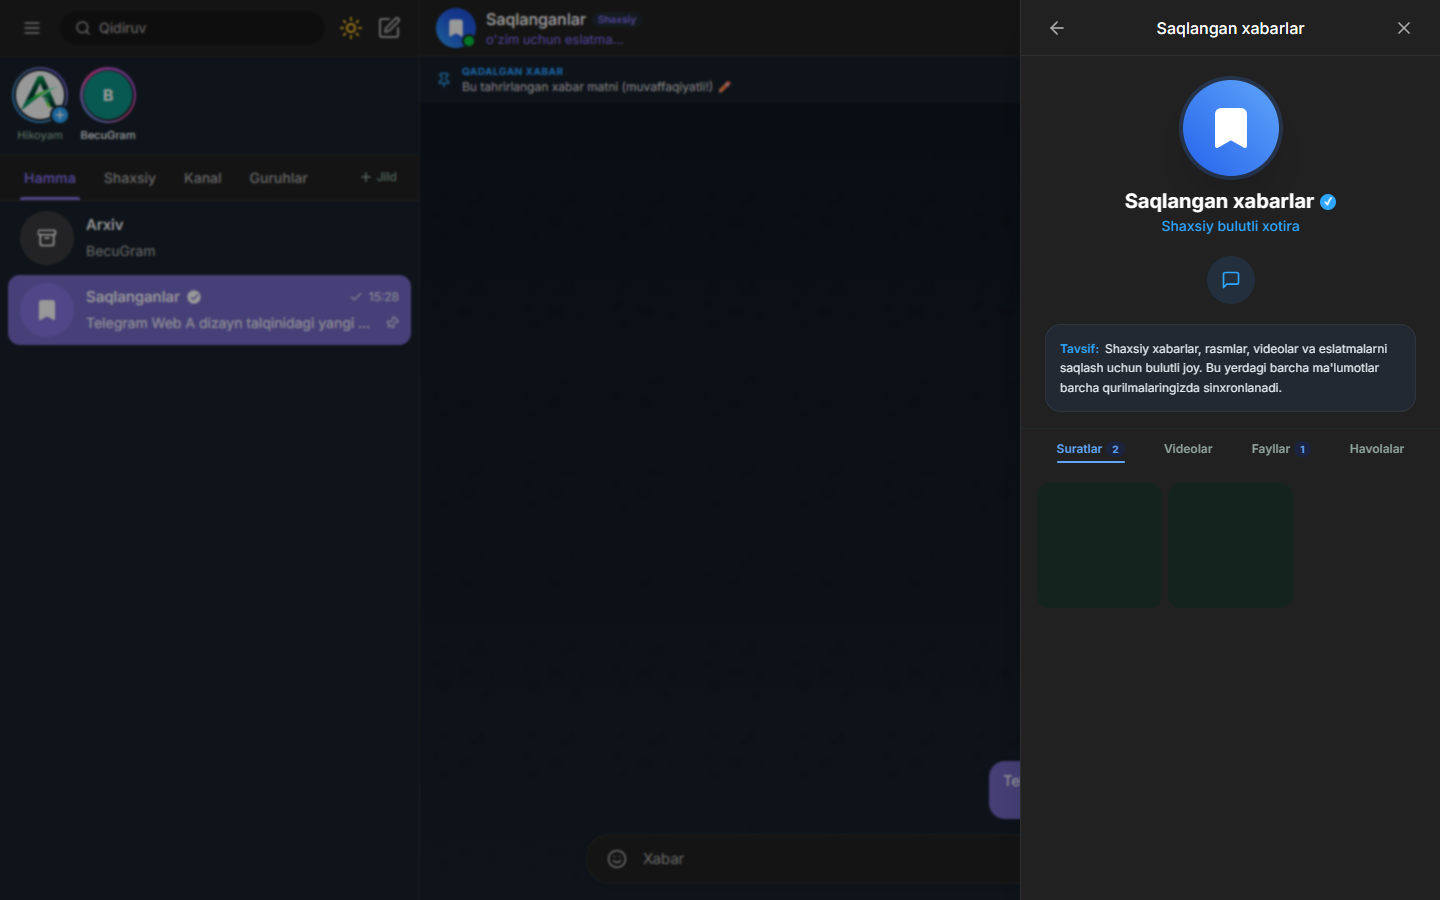 Qidiruv
Hikoyam
B
BecuGram
Hamma
Shaxsiy
Kanal
Guruhlar
+ Jild
Arxiv
BecuGram
Saqlanganlar
15:28
Telegram Web A dizayn talqinidagi yangi ...
Saqlanganlar
Shaxsiy
o'zim uchun eslatma...
QADALGAN XABAR
Bu tahrirlangan xabar matni (muvaffaqiyatli!)
Te
Xabar
Saqlangan xabarlar
Saqlangan xabarlar
Shaxsiy bulutli xotira
Tavsif: Shaxsiy xabarlar, rasmlar, videolar va eslatmalarni
saqlash uchun bulutli joy. Bu yerdagi barcha ma'lumotlar
barcha qurilmalaringizda sinxronlanadi.
Suratlar 2
Videolar
Fayllar 1
Havolalar